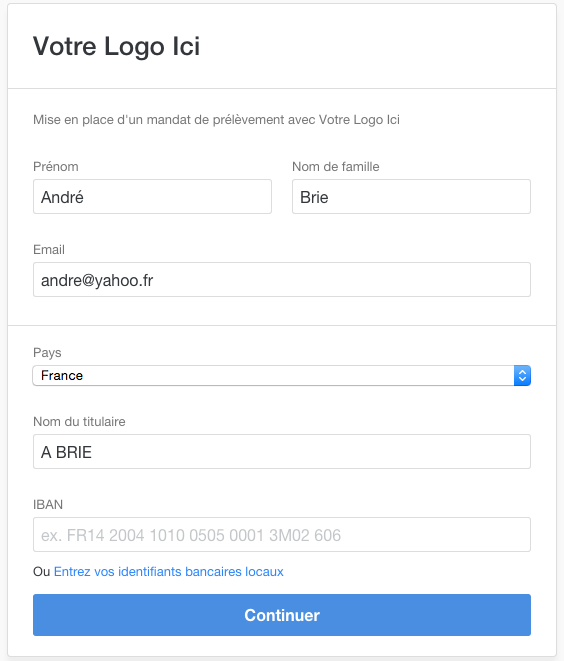 Votre Logo Ici
Mise en place d'un mandat de prélèvement avec Votre Logo Ici
Prénom
Nom de famille
André
Brie
Email
andre@yahoo.fr
Pays
France
Nom du titulaire
A BRIE
IBAN
ex. FR14 2004 1010 0505 0001 3M02 606
Ou Entrez vos identifiants bancaires locaux
Continuer